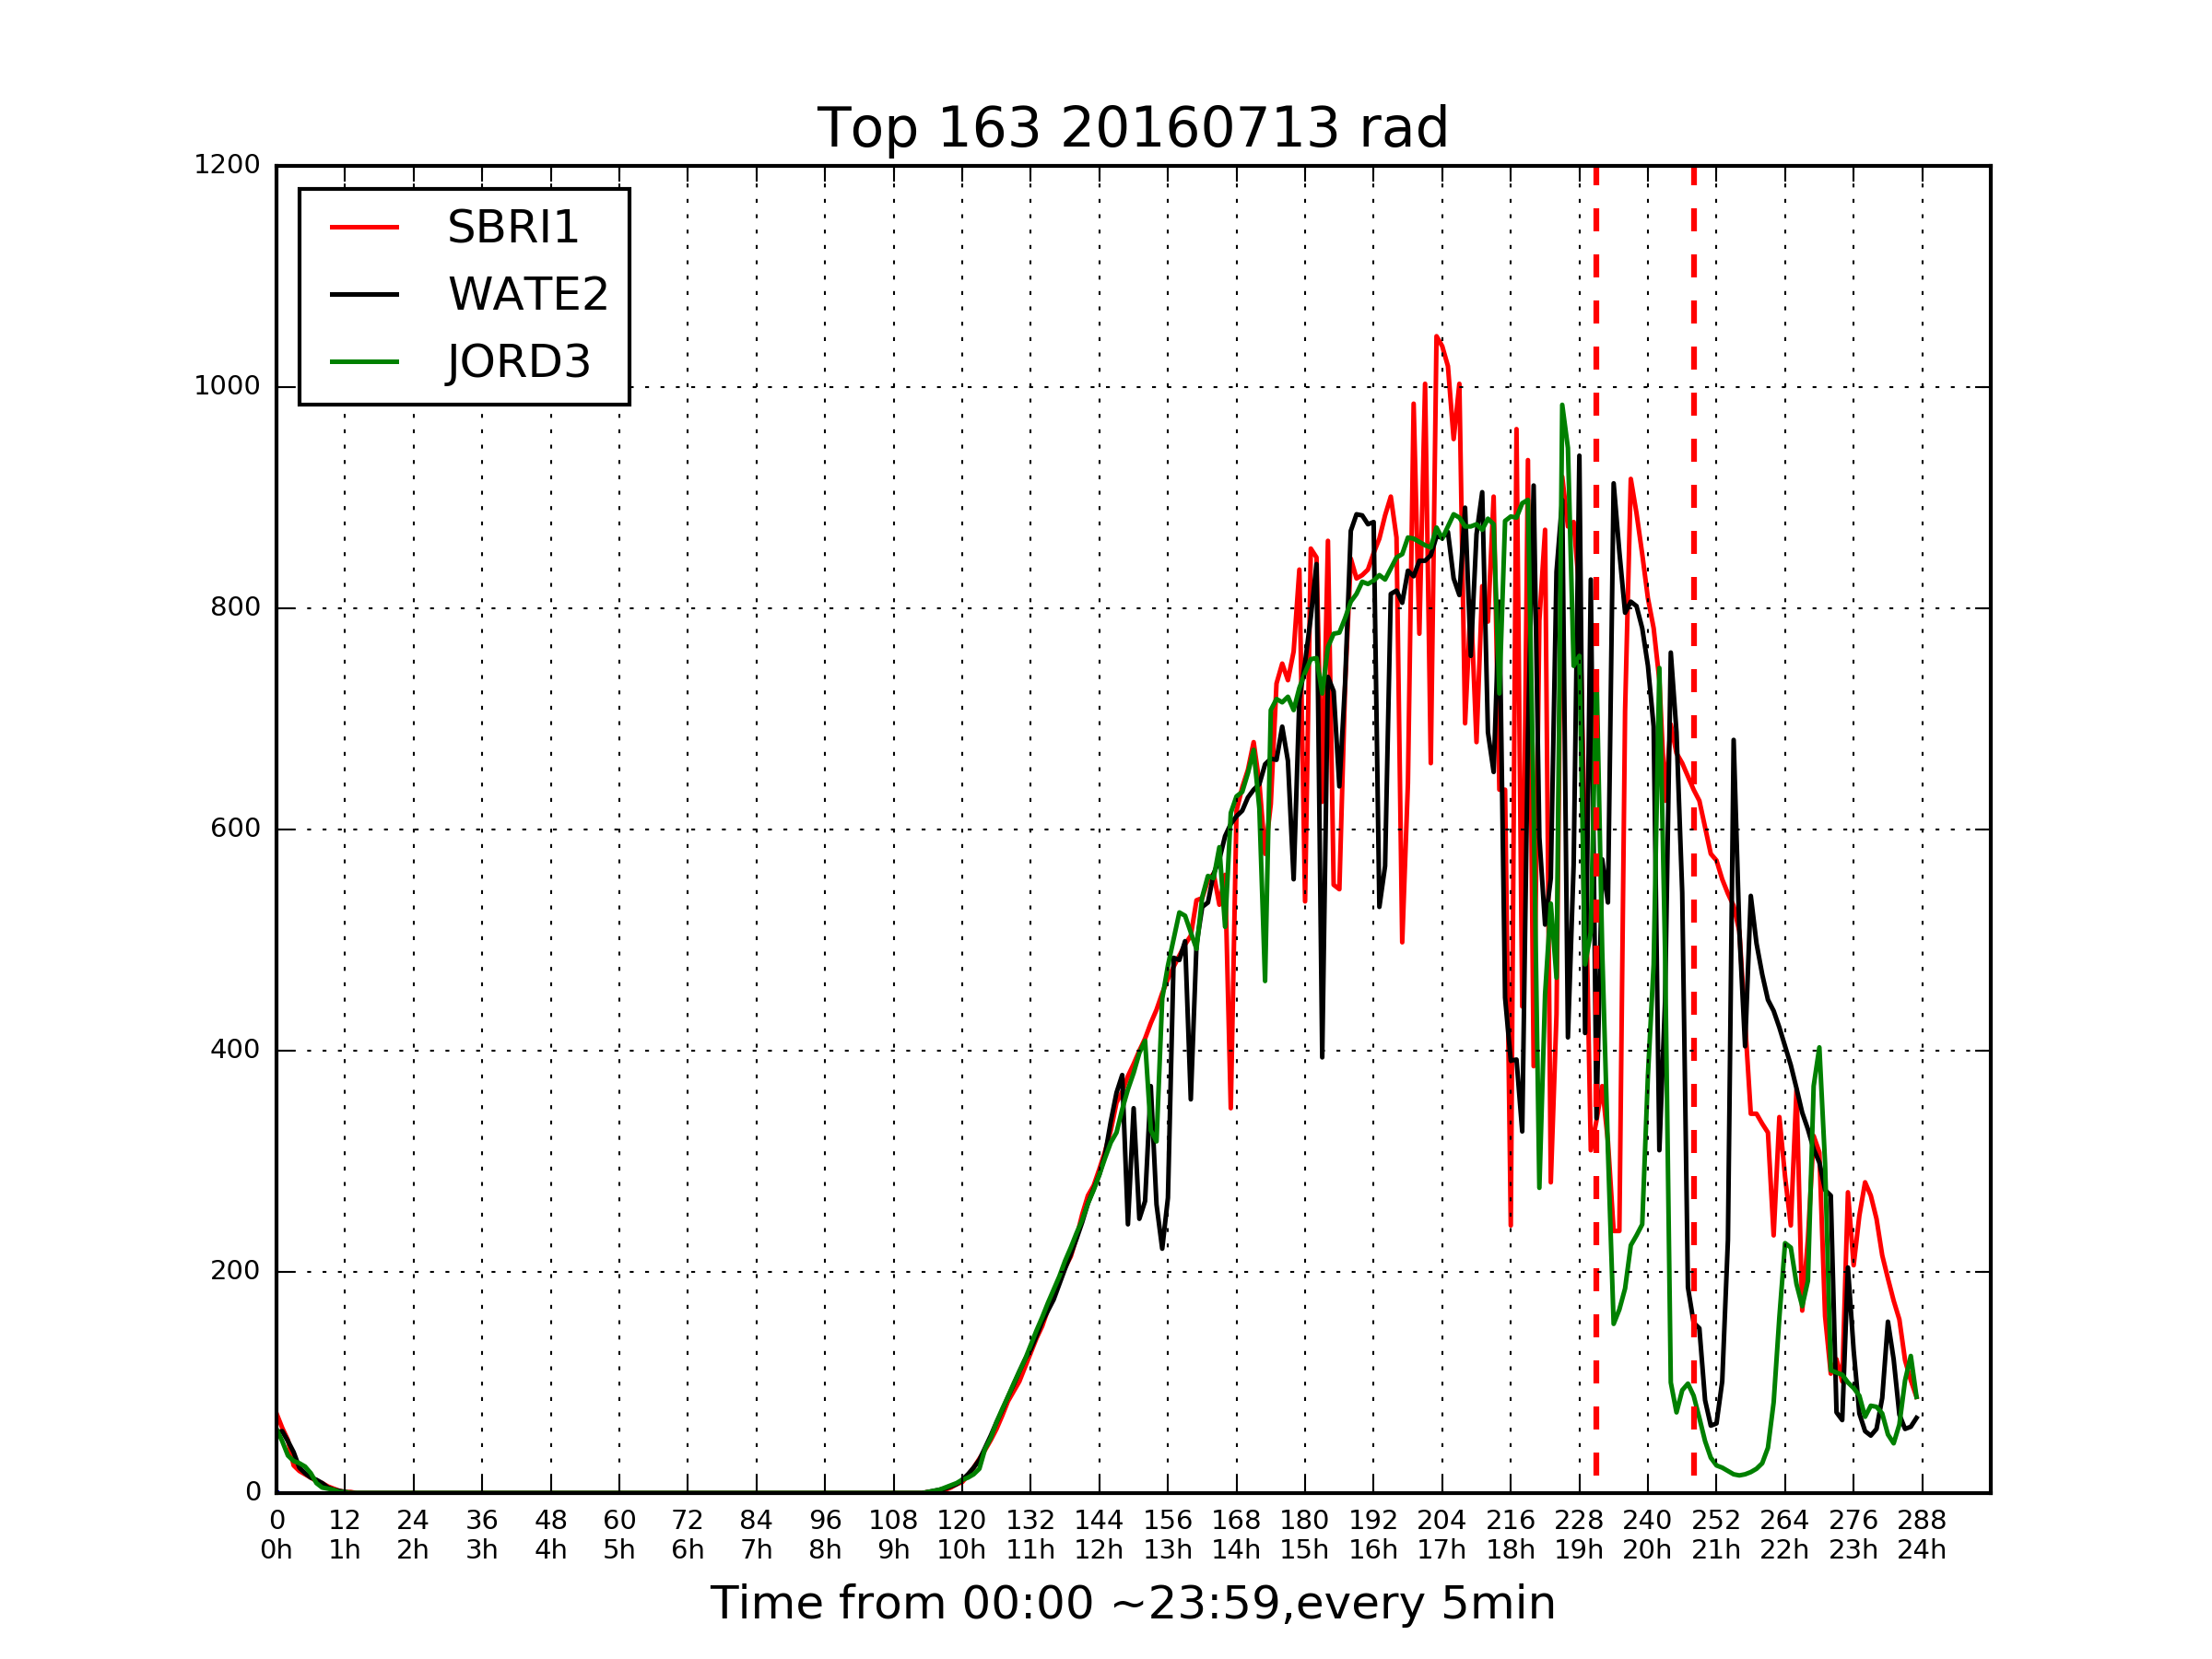 Top 163 20160713 rad
1200
1000
800
600
400
200
0
SBRI1
WATE2
JORD3
0 12 24 36 48 60 72 84 96 108 120 132 144 156 168 180 192 204 216 228 240 252 264 276 288
0h 1h 2h 3h 4h 5h 6h 7h 8h 9h 10h 11h 12h 13h 14h 15h 16h 17h 18h 19h 20h 21h 22h 23h 24h
Time from 00:00 ~23:59,every 5min